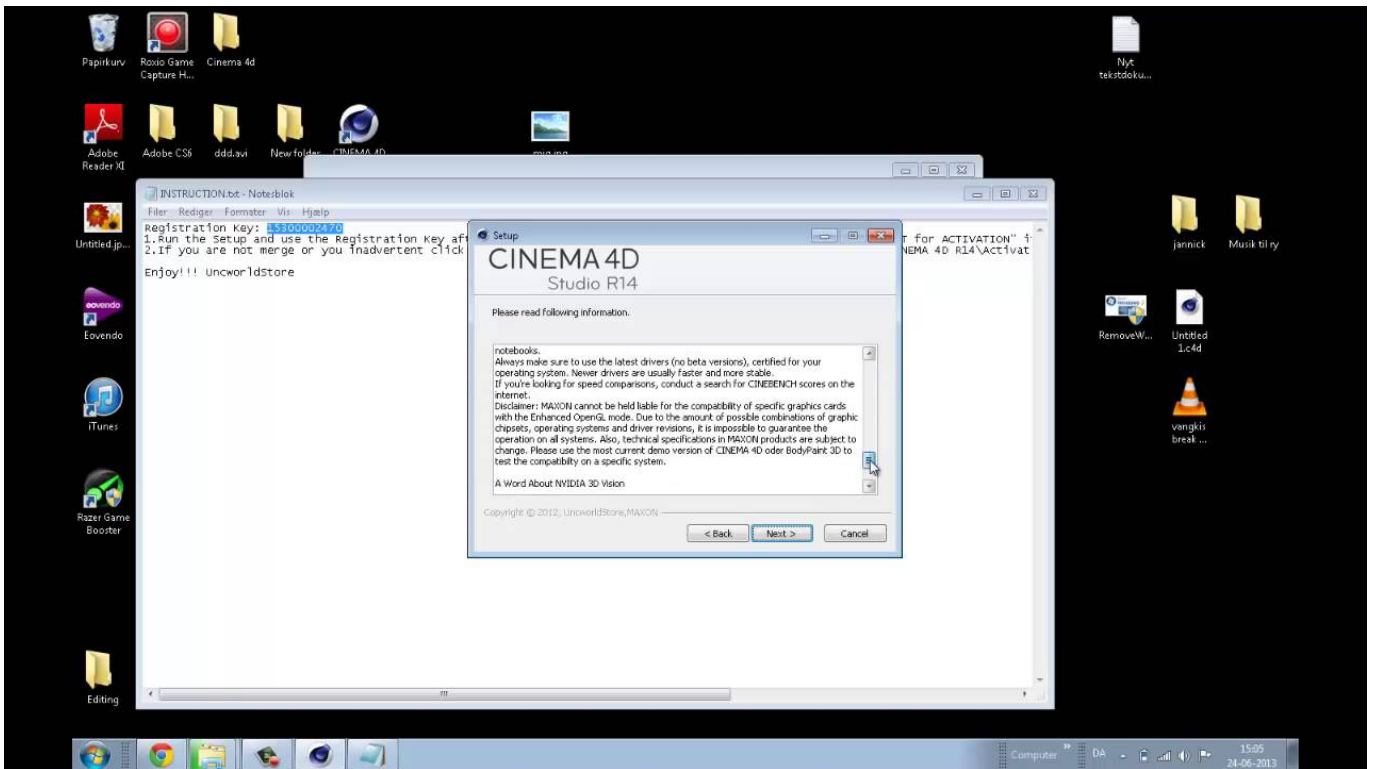 Papirkurv
Roxio Game
Capture H...
Cinema 4d
Nyt
tekstdoku...
Adobe
Reader XI
Adobe CS6
ddd.avi
New folder
CINEMA 4D
Untitled.jp...
jannick
Musik til ry
INSTRUCTION.txt - Notesblok
Filer Rediger Formater Vis Hjælp
Registration Key: 15300002470
1.Run the Setup and use the Registration Key aft
T for ACTIVATION" i
2.If you are not merge or you inadvertent click
NEMA 4D R14\Activat
Enjoy!!! UncworldStore
Setup
CINEMA 4D
Studio R14
Please read following information.
notebooks.
Always make sure to use the latest drivers (no beta versions), certified for your
operating system. Newer drivers are usually faster and more stable.
If you're looking for speed comparisons, conduct a search for CINEBENCH scores on the
internet.
Disclaimer: MAXON cannot be held liable for the compatibility of specific graphics cards
with the Enhanced OpenGL mode. Due to the amount of possible combinations of graphic
chipsets, operating systems and driver revisions, it is impossible to guarantee the
operation on all systems. Also, technical specifications in MAXON products are subject to
change. Please use the most current demo version of CINEMA 4D oder BodyPaint 3D to
test the compatibilty on a specific system.
A Word About NVIDIA 3D Vision
Copyright © 2012, UncworldStore,MAXON
< Back
Next >
Cancel
eovendo
Eovendo
RemoveW...
Untitled
1.c4d
iTunes
vangkis
break ...
Razer Game
Booster
Editing
Computer
DA
15:05
24-06-2013